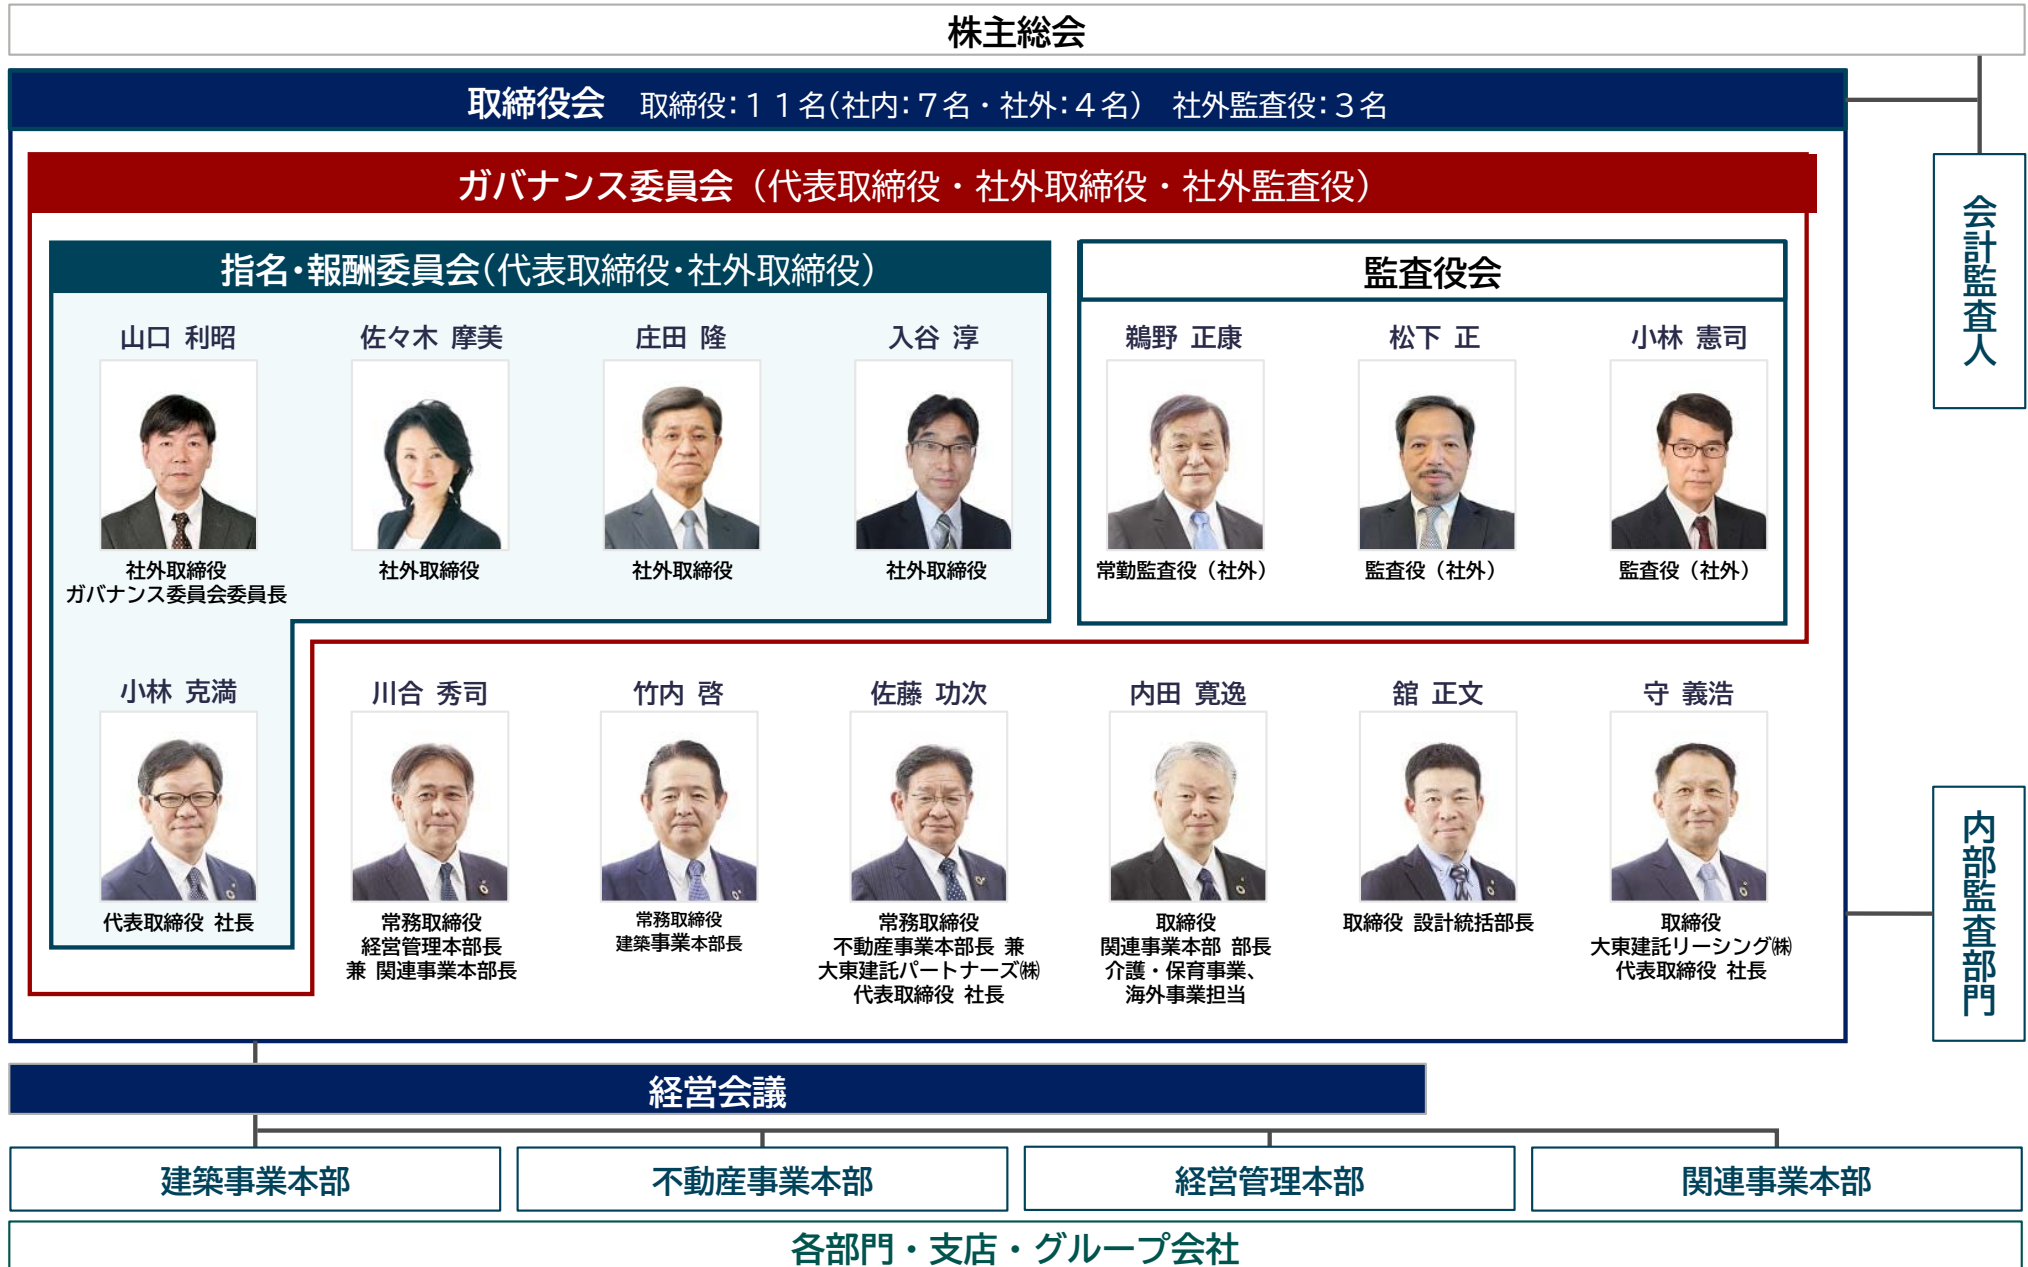 株主総会
取締役会 取締役：１１名（社内：７名・社外：４名） 社外監査役：３名
ガバナンス委員会（代表取締役・社外取締役・社外監査役）
指名・報酬委員会（代表取締役・社外取締役）
監査役会
会計監査人
山口 利昭
佐々木 摩美
庄田 隆
入谷 淳
鵜野 正康
松下 正
小林 憲司
社外取締役
ガバナンス委員会委員長
社外取締役
社外取締役
社外取締役
常勤監査役（社外）
監査役（社外）
監査役（社外）
小林 克満
川合 秀司
竹内 啓
佐藤 功次
内田 寛逸
舘 正文
守 義浩
代表取締役 社長
常務取締役
経営管理本部長
兼 関連事業本部長
常務取締役
建築事業本部長
常務取締役
不動産事業本部長 兼
大東建託パートナーズ㈱
代表取締役 社長
取締役
関連事業本部 部長
介護・保育事業、
海外事業担当
取締役 設計統括部長
取締役
大東建託リーシング㈱
代表取締役 社長
内部監査部門
経営会議
建築事業本部
不動産事業本部
経営管理本部
関連事業本部
各部門・支店・グループ会社